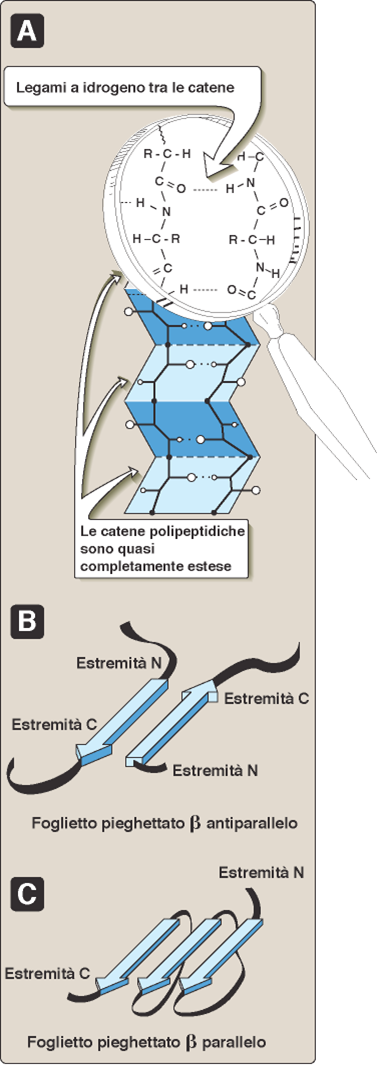 A
Legami a idrogeno tra le catene
R C H
H C
C O
H N
H N
C O
H C R
R C H
C
N H
H
O C
Le catene polipeptidiche
sono quasi
completamente estese
B
Estremità N
Estremità C
Estremità C
Estremità N
Foglietto pieghettato β antiparallelo
C
Estremità N
Estremità C
Foglietto pieghettato β parallelo